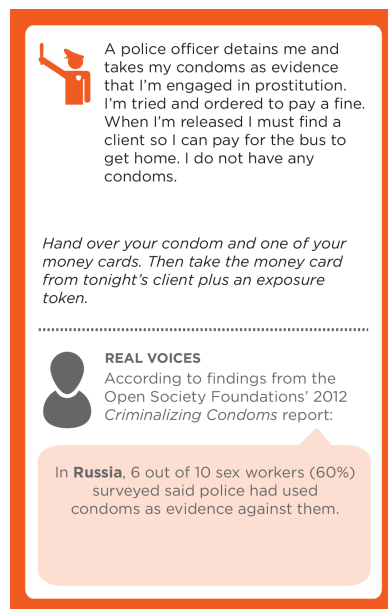 A police officer detains me and
takes my condoms as evidence
that I’m engaged in prostitution.
I’m tried and ordered to pay a fine.
When I’m released I must find a
client so I can pay for the bus to
get home. I do not have any
condoms.
Hand over your condom and one of your
money cards. Then take the money card
from tonight’s client plus an exposure
token.
REAL VOICES
According to findings from the
Open Society Foundations’ 2012
Criminalizing Condoms report:
In Russia, 6 out of 10 sex workers (60%)
surveyed said police had used
condoms as evidence against them.